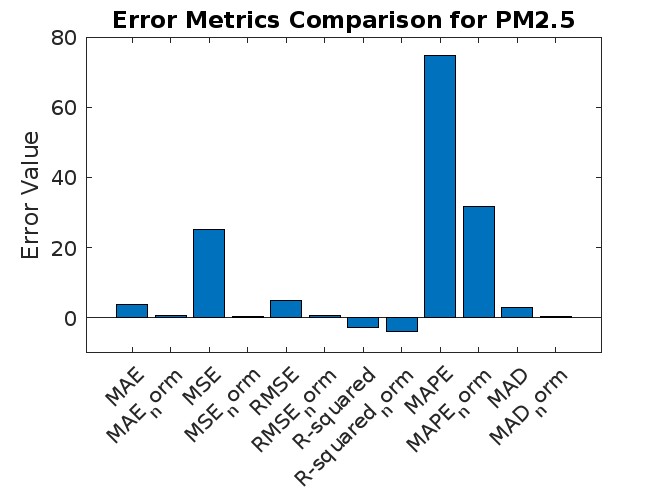 Error Metrics Comparison for PM2.5
Error Value
80
60
40
20
0
MAE
MAE_norm
MSE
MSE_norm
RMSE
RMSE_norm
R-squared
R-squared_norm
MAPE
MAPE_norm
MAD
MAD_norm